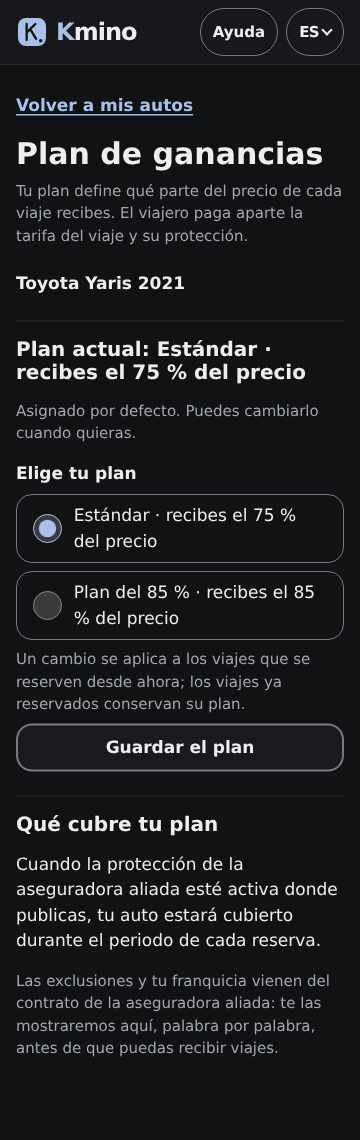 K. Kmino
Ayuda
ES
Volver a mis autos
Plan de ganancias
Tu plan define qué parte del precio de cada
viaje recibes. El viajero paga aparte la
tarifa del viaje y su protección.
Toyota Yaris 2021
Plan actual: Estándar ·
recibes el 75 % del precio
Asignado por defecto. Puedes cambiarlo
cuando quieras.
Elige tu plan
Estándar · recibes el 75 %
del precio
Plan del 85 % · recibes el 85
% del precio
Un cambio se aplica a los viajes que se
reserven desde ahora; los viajes ya
reservados conservan su plan.
Guardar el plan
Qué cubre tu plan
Cuando la protección de la
aseguradora aliada esté activa donde
publicas, tu auto estará cubierto
durante el periodo de cada reserva.
Las exclusiones y tu franquicia vienen del
contrato de la aseguradora aliada: te las
mostraremos aquí, palabra por palabra,
antes de que puedas recibir viajes.